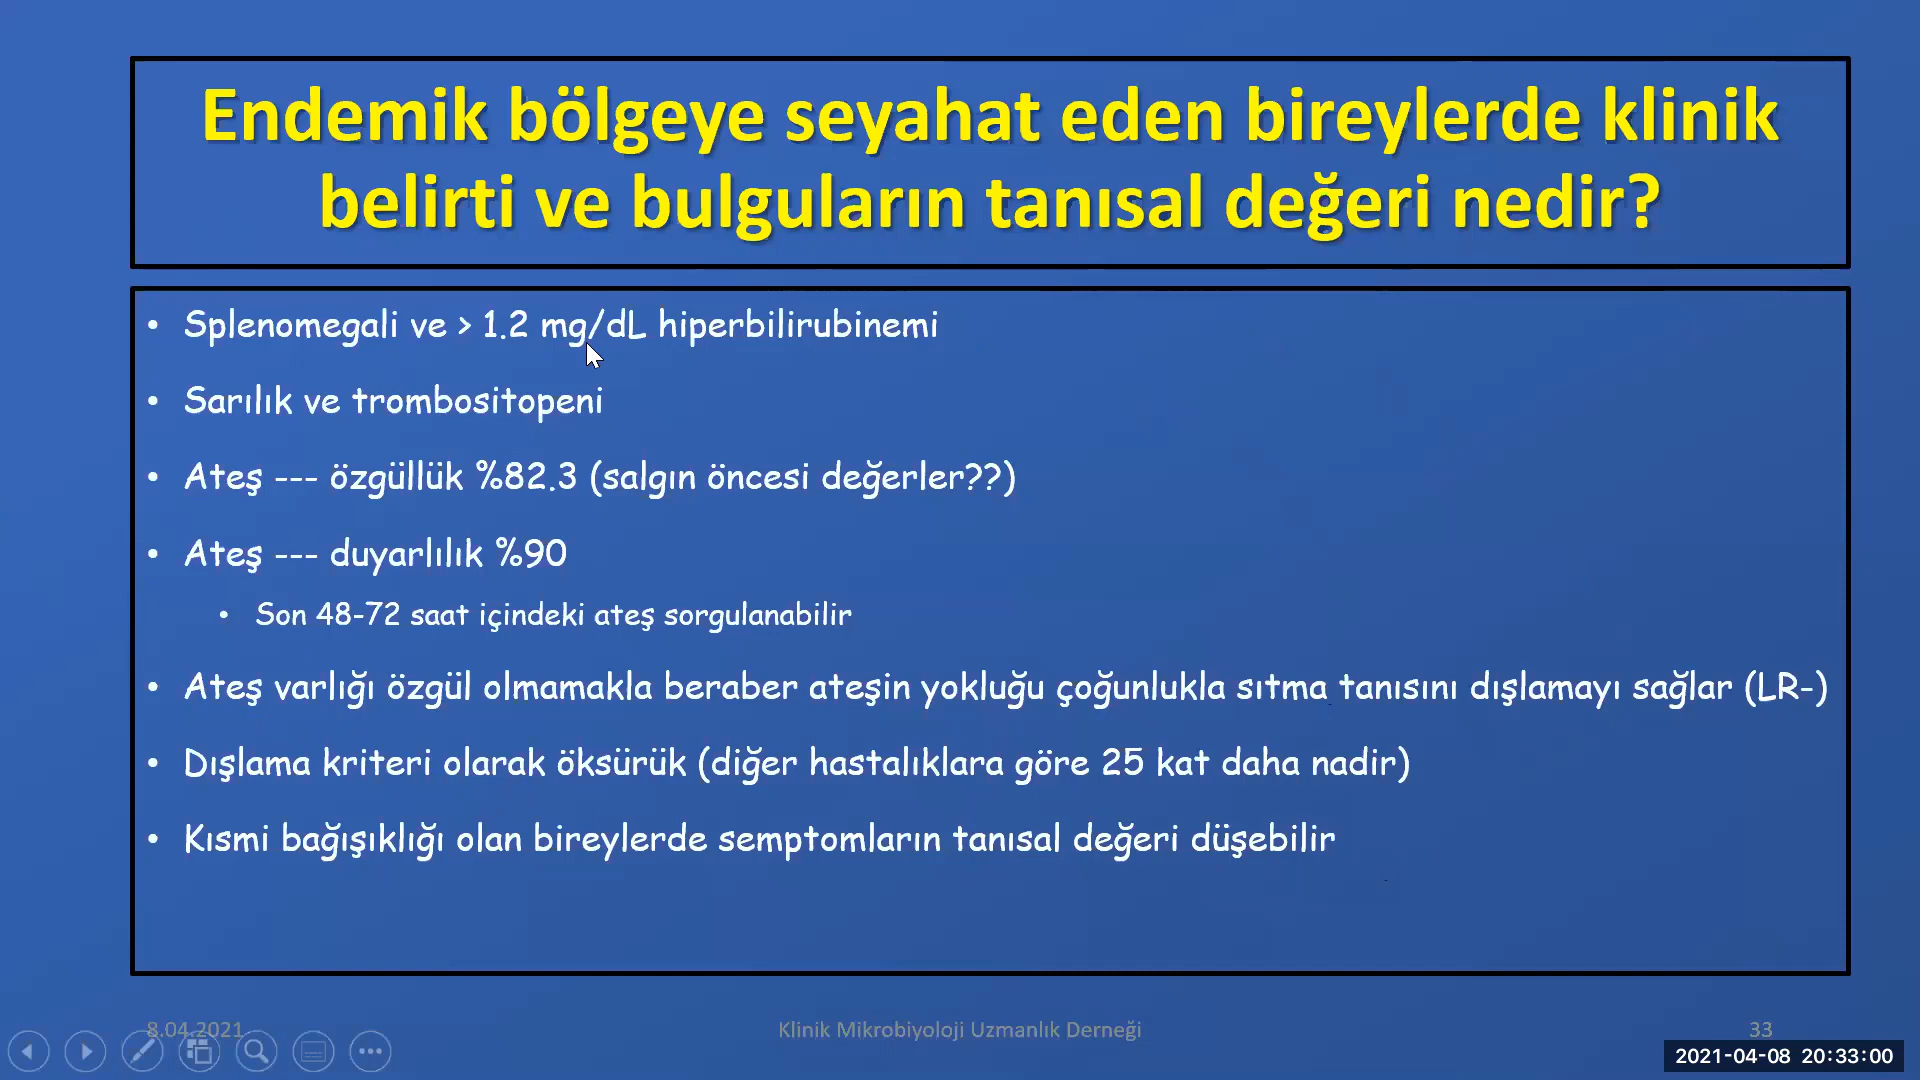 Endemik bölgeye seyahat eden bireylerde klinik
belirti ve bulguların tanısal değeri nedir?
• Splenomegali ve > 1.2 mg/dL hiperbilirubinemi
• Sarılık ve trombositopeni
• Ateş --- özgüllük %82.3 (salgın öncesi değerler??)
• Ateş --- duyarlılık %90
• Son 48-72 saat içindeki ateş sorgulanabilir
• Ateş varlığı özgül olmamakla beraber ateşin yokluğu çoğunlukla sıtma tanısını dışlamayı sağlar (LR-)
• Dışlama kriteri olarak öksürük (diğer hastalıklara göre 25 kat daha nadir)
• Kısmi bağışıklığı olan bireylerde semptomların tanısal değeri düşebilir
8.04.2021
Klinik Mikrobiyoloji Uzmanlık Derneği
33
2021-04-08 20:33:00